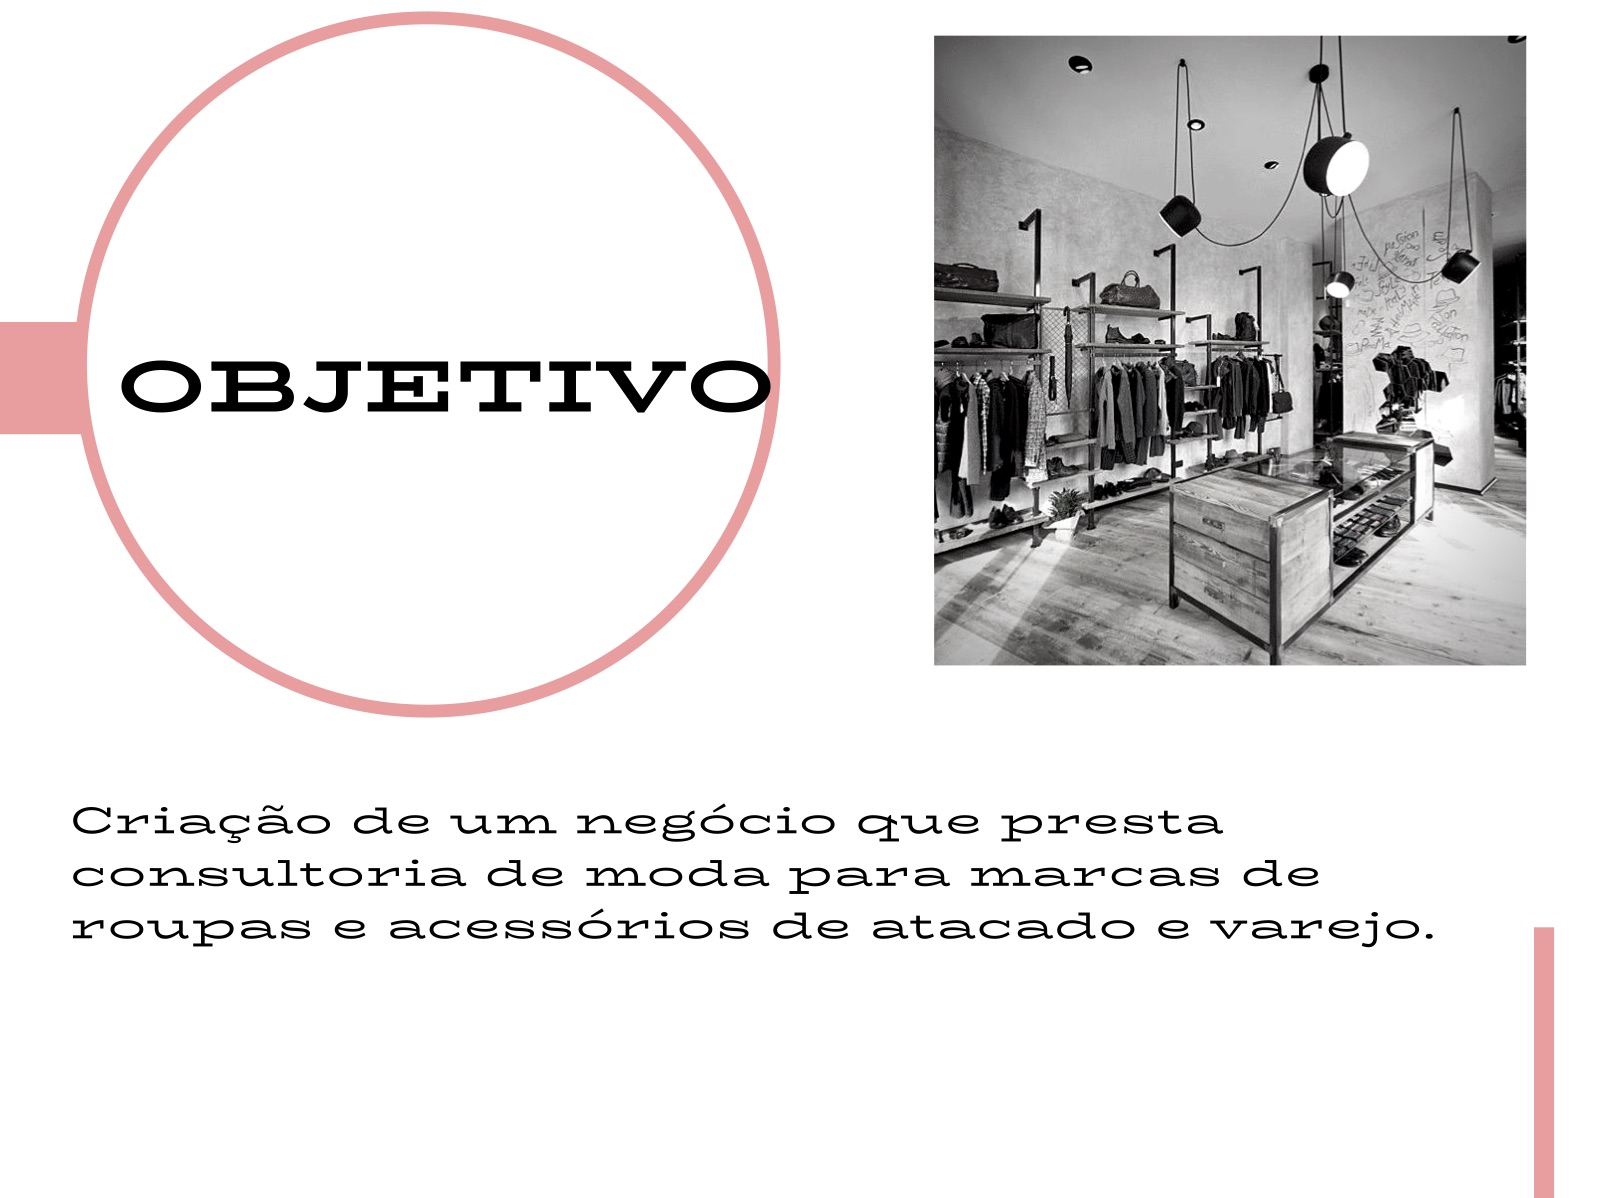 OBJETIVO
Criação de um negócio que presta
consultoria de moda para marcas de
roupas e acessórios de atacado e varejo.